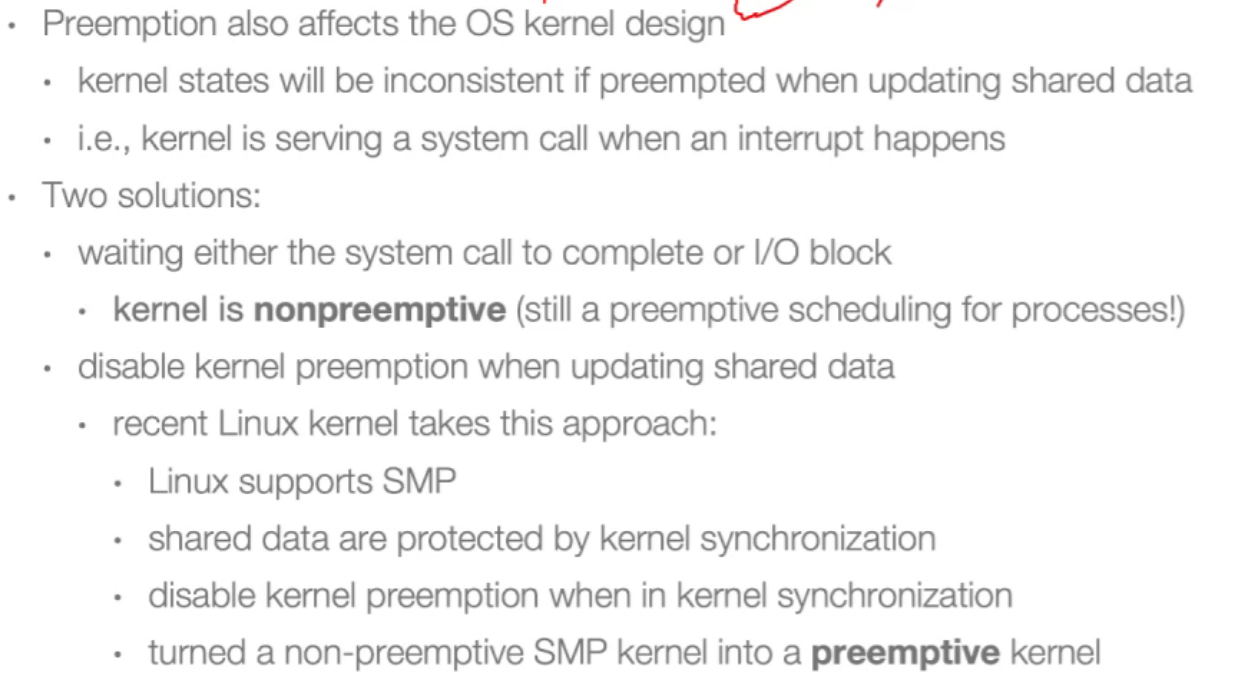 • Preemption also affects the OS kernel design
• kernel states will be inconsistent if preempted when updating shared data
• i.e., kernel is serving a system call when an interrupt happens
• Two solutions:
• waiting either the system call to complete or I/O block
• kernel is nonpreemptive (still a preemptive scheduling for processes!)
• disable kernel preemption when updating shared data
• recent Linux kernel takes this approach:
• Linux supports SMP
• shared data are protected by kernel synchronization
• disable kernel preemption when in kernel synchronization
• turned a non-preemptive SMP kernel into a preemptive kernel